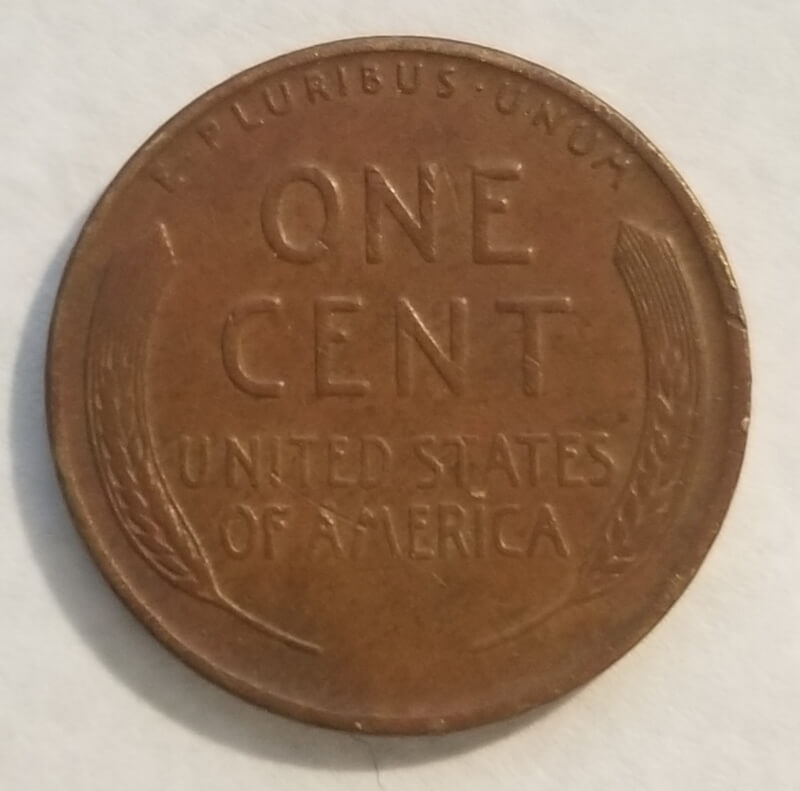 E · PLURIBUS · UNUM
ONE
CENT
UNITED STATES
OF AMERICA